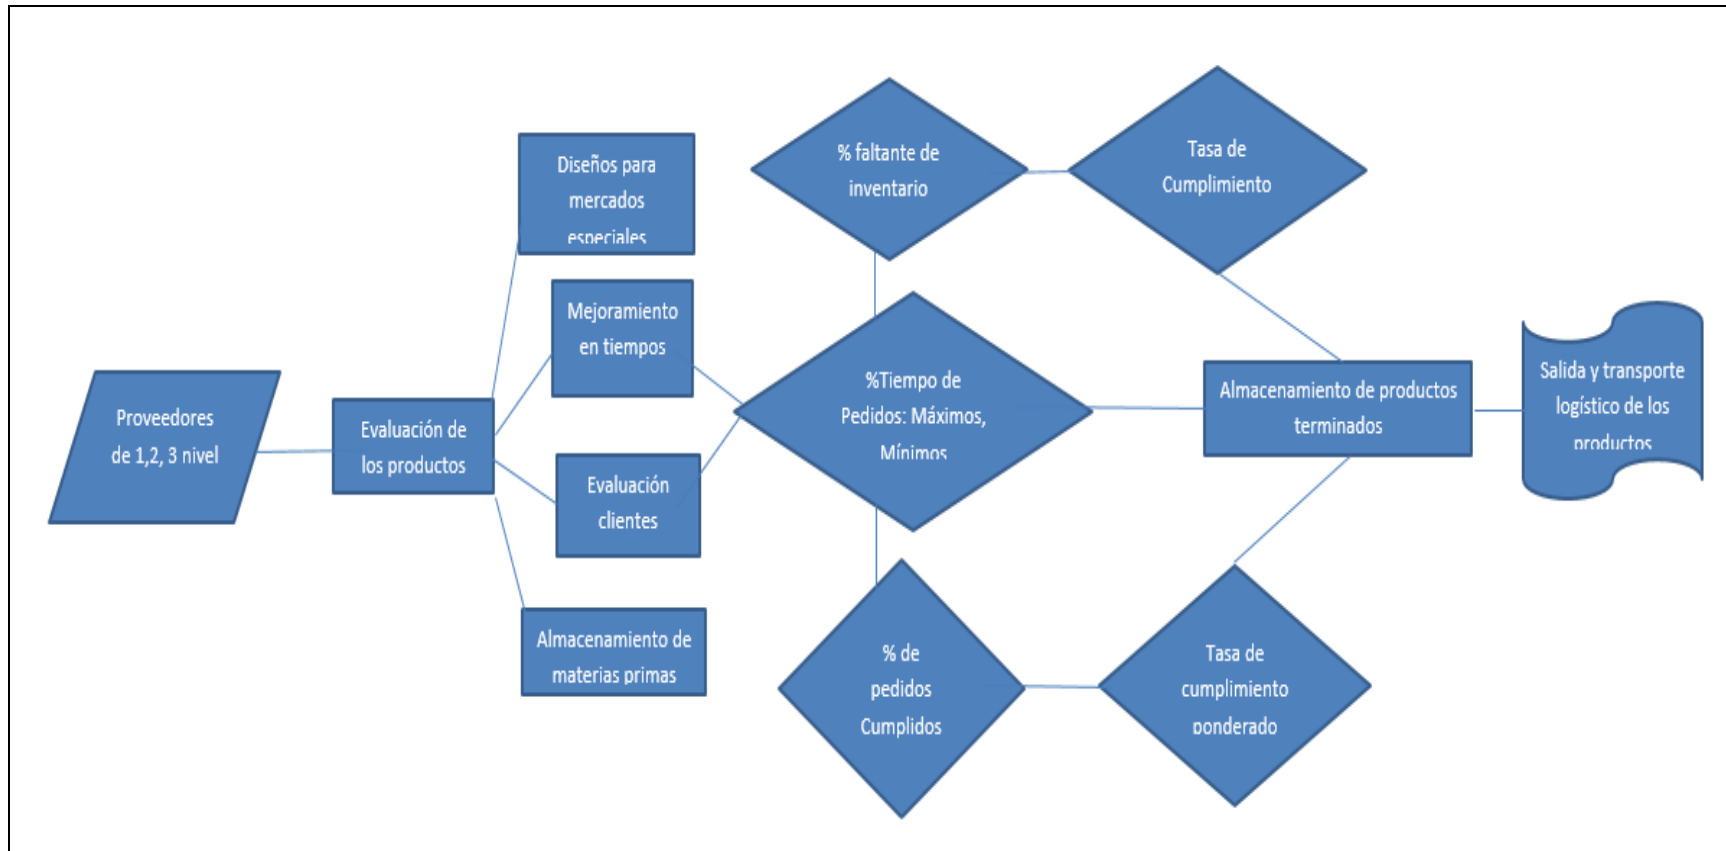 Proveedores
de 1,2, 3 nivel
Evaluación de
los productos
Diseños para
mercados
especiales
Mejoramiento
en tiempos
Evaluación
clientes
Almacenamiento de
materias primas
% faltante de
inventario
Tasa de
Cumplimiento
%Tiempo de
Pedidos: Máximos,
Mínimos
% de
pedidos
Cumplidos
Tasa de
cumplimiento
ponderado
Almacenamiento de productos
terminados
Salida y transporte
logístico de los
productos